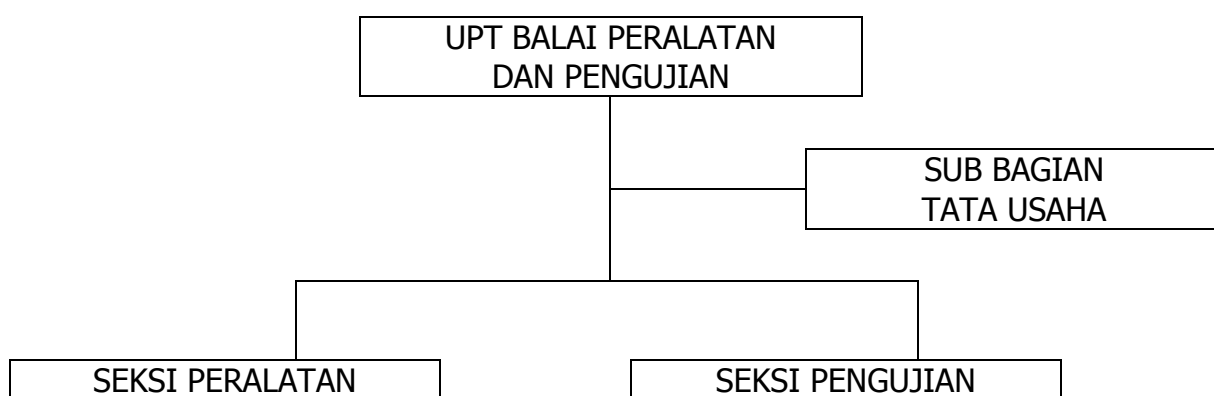 UPT BALAI PERALATAN
DAN PENGUJIAN
SUB BAGIAN
TATA USAHA
SEKSI PERALATAN
SEKSI PENGUJIAN